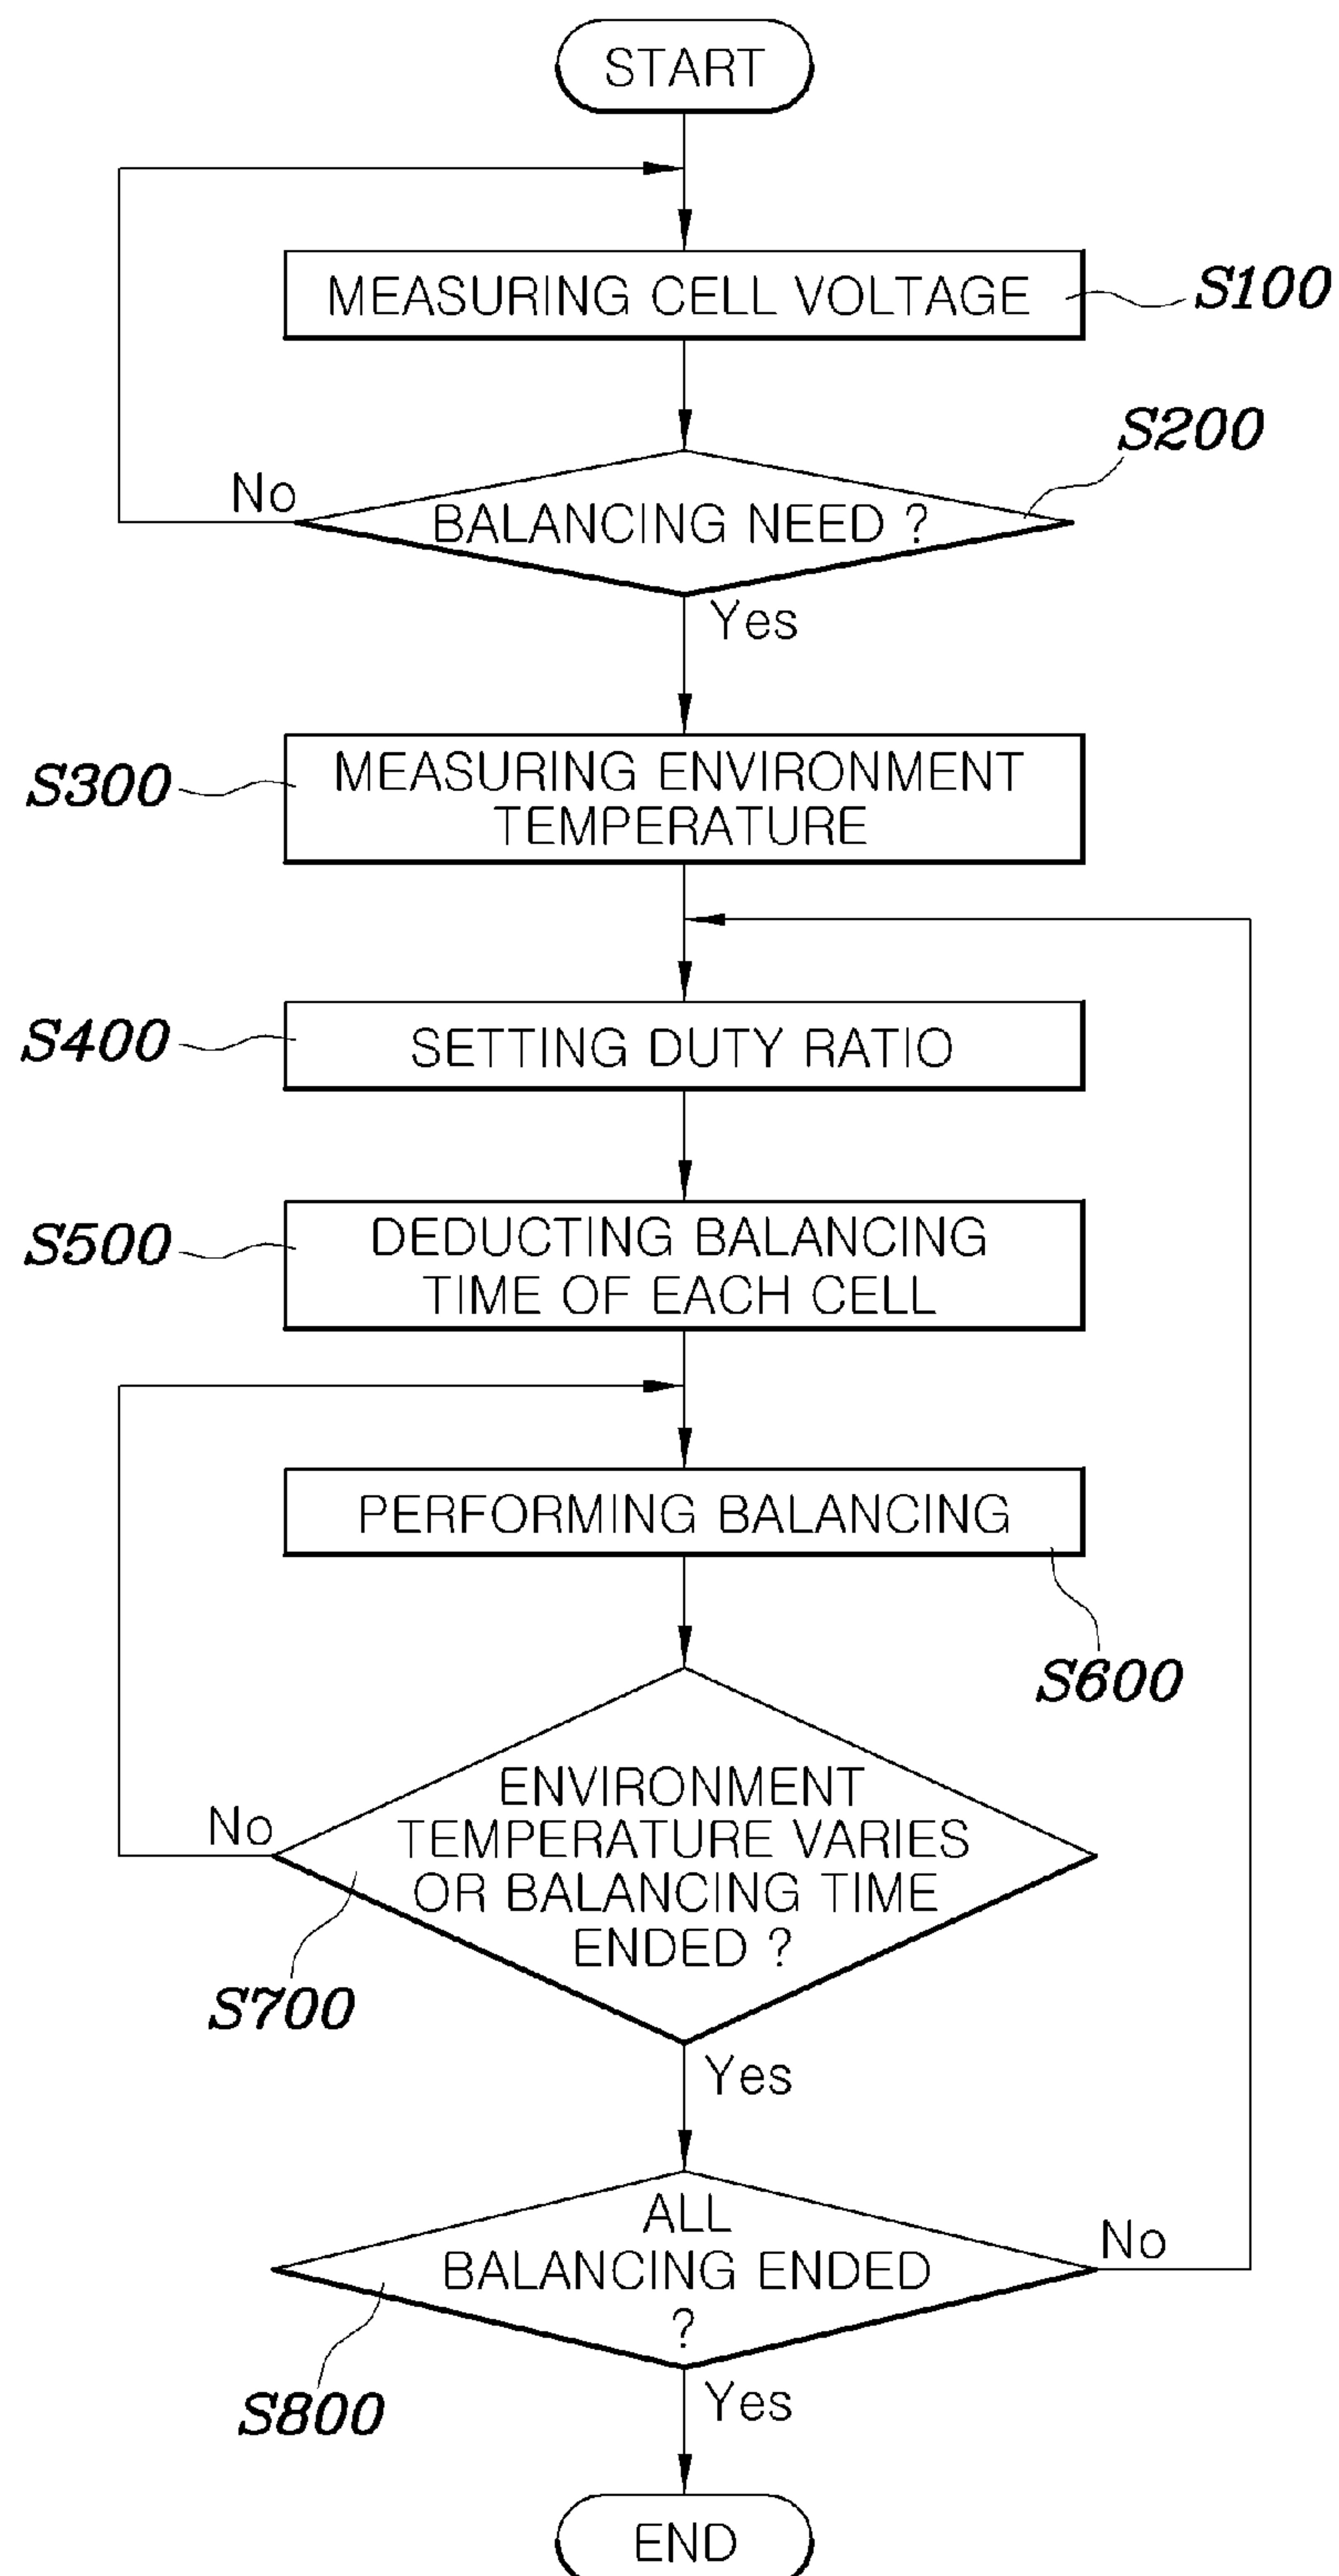 START
MEASURING CELL VOLTAGE
S100
S200
No
BALANCING NEED ?
Yes
S300
MEASURING ENVIRONMENT
TEMPERATURE
S400
SETTING DUTY RATIO
S500
DEDUCTING BALANCING
TIME OF EACH CELL
PERFORMING BALANCING
S600
No
ENVIRONMENT
TEMPERATURE VARIES
OR BALANCING TIME
ENDED ?
S700
Yes
ALL
BALANCING ENDED
?
No
S800
Yes
END